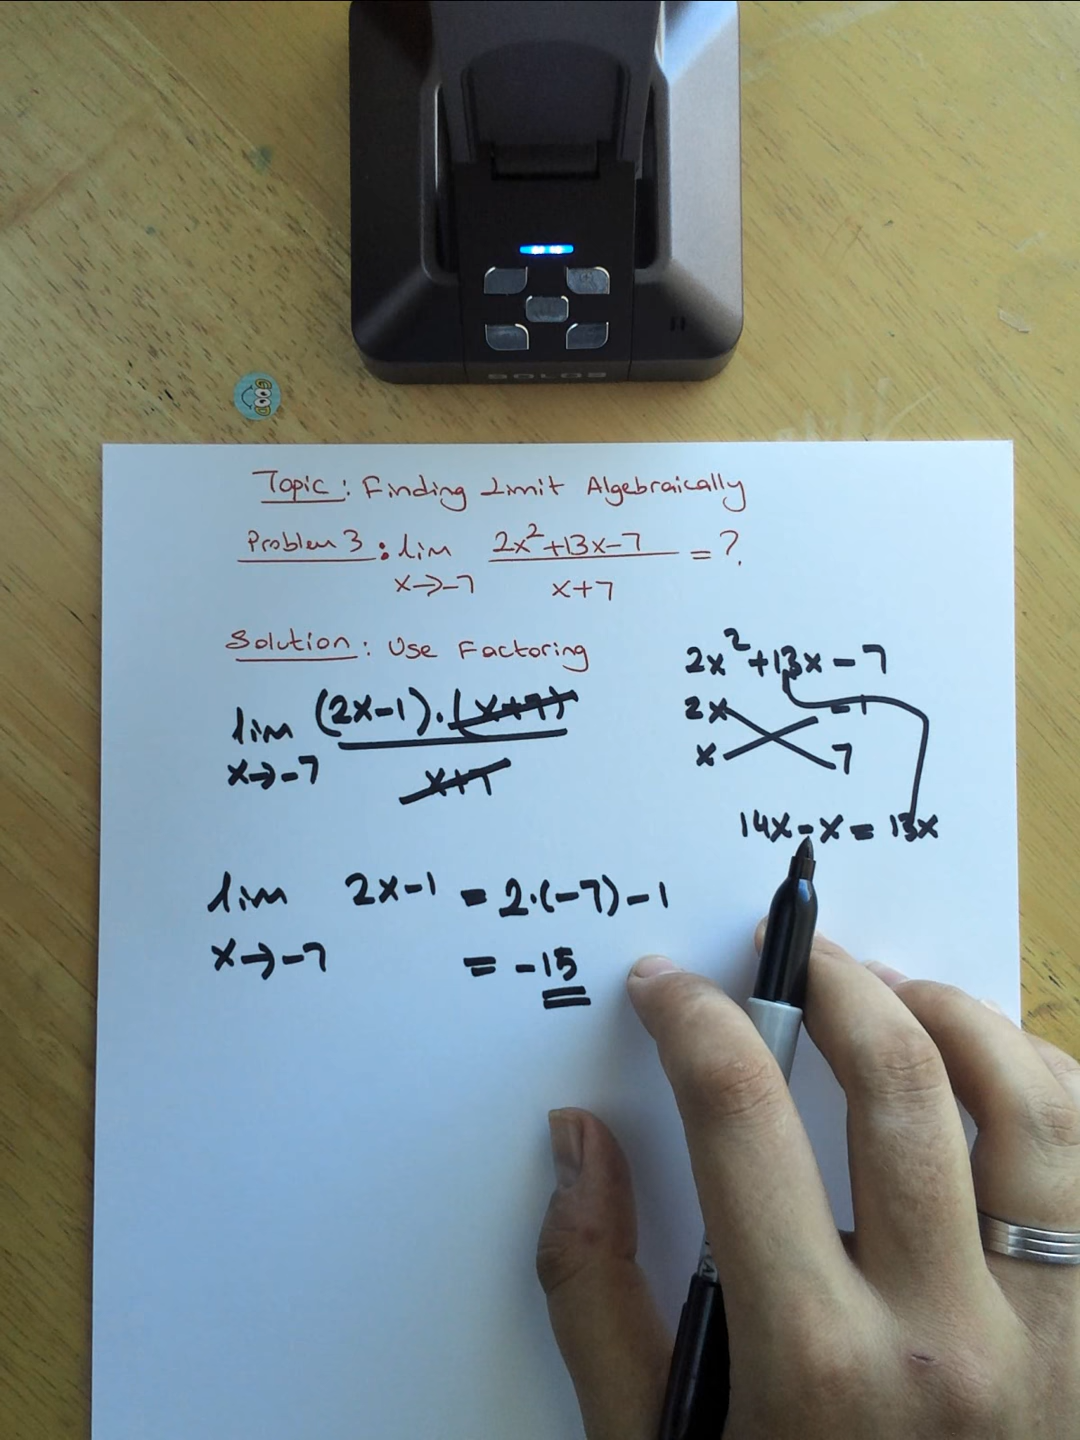 SOLOS
GOOD
Topic: Finding Limit Algebraically
Problem 3: lim x→-7 (2x²+13x-7)/(x+7) = ?
Solution: Use Factoring
lim x→-7 (2x-1).(x+7)/(x+7)
2x²+13x-7
2x -1
x 7
14x-x=13x
lim x→-7 2x-1 = 2.(-7)-1
= -15